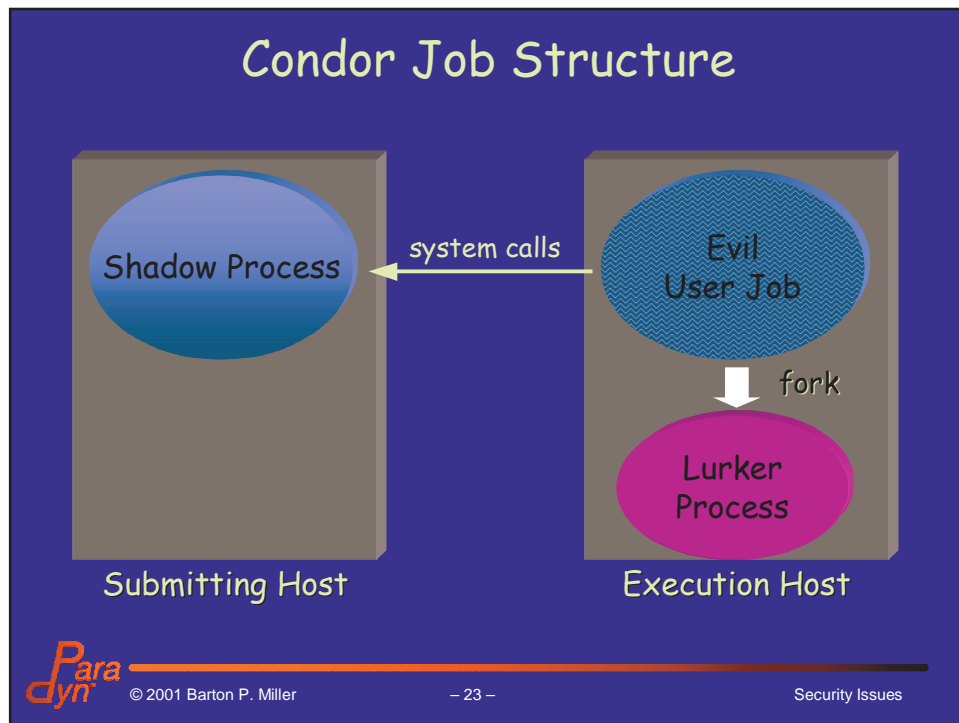 Condor Job Structure
Shadow Process
system calls
Evil
User Job
fork
Lurker
Process
Submitting Host
Execution Host
Para
dyn™
© 2001 Barton P. Miller
– 23 –
Security Issues